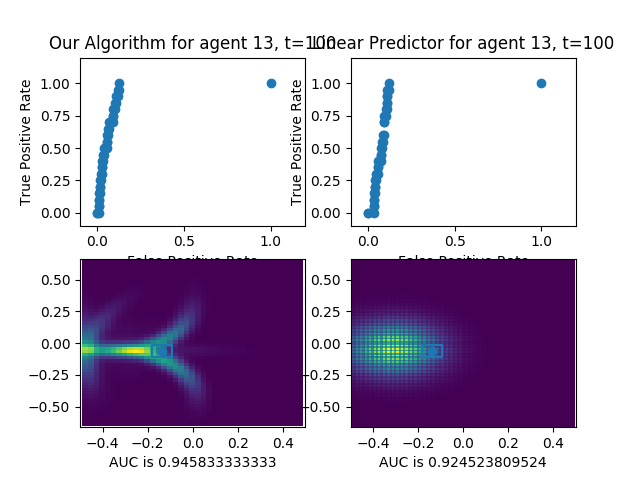 Our Algorithm for agent 13, t=100
Linear Predictor for agent 13, t=100
True Positive Rate
1.00
0.75
0.50
0.25
0.00
0.0 0.5 1.0
False Positive Rate
True Positive Rate
1.00
0.75
0.50
0.25
0.00
0.0 0.5 1.0
False Positive Rate
0.50
0.25
0.00
−0.25
−0.50
−0.4 −0.2 0.0 0.2 0.4
AUC is 0.945833333333
0.50
0.25
0.00
−0.25
−0.50
−0.4 −0.2 0.0 0.2 0.4
AUC is 0.924523809524